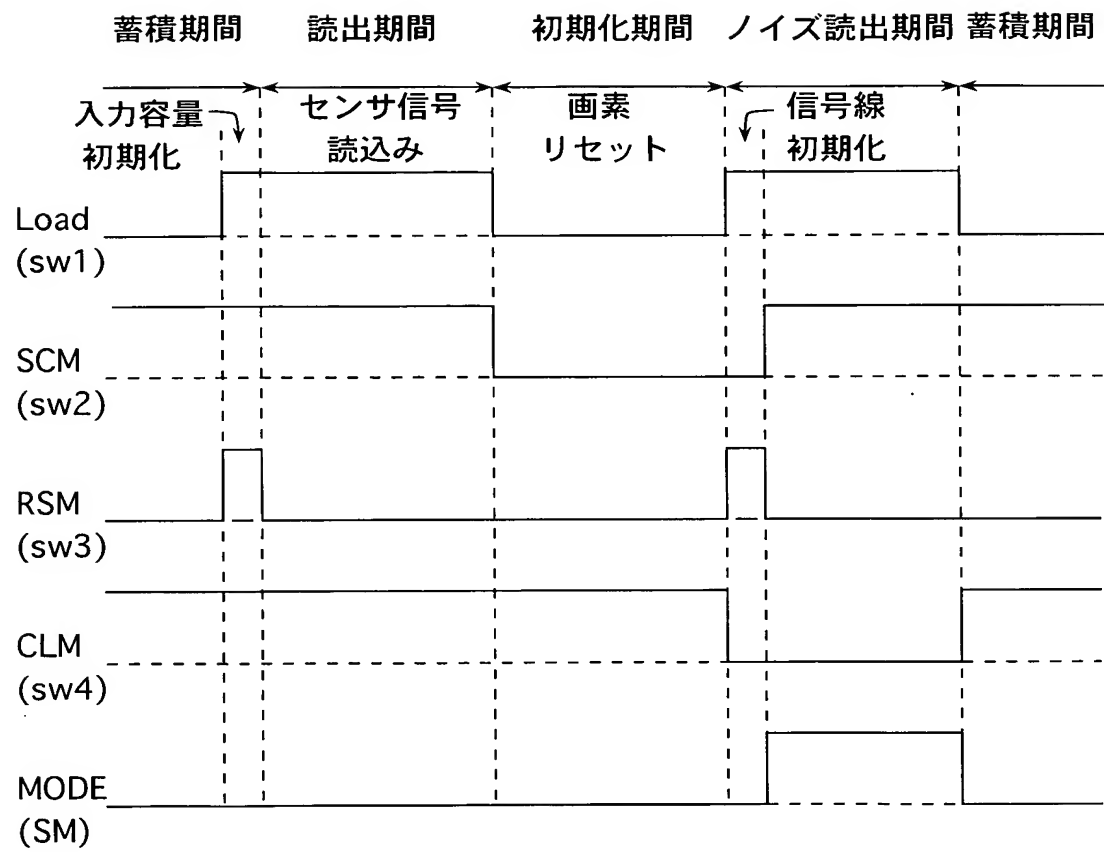 蓄積期間 読出期間 初期化期間 ノイズ読出期間 蓄積期間
入力容量
初期化
センサ信号
読込み
画素
リセット
信号線
初期化
Load
(sw1)
SCM
(sw2)
RSM
(sw3)
CLM
(sw4)
MODE
(SM)